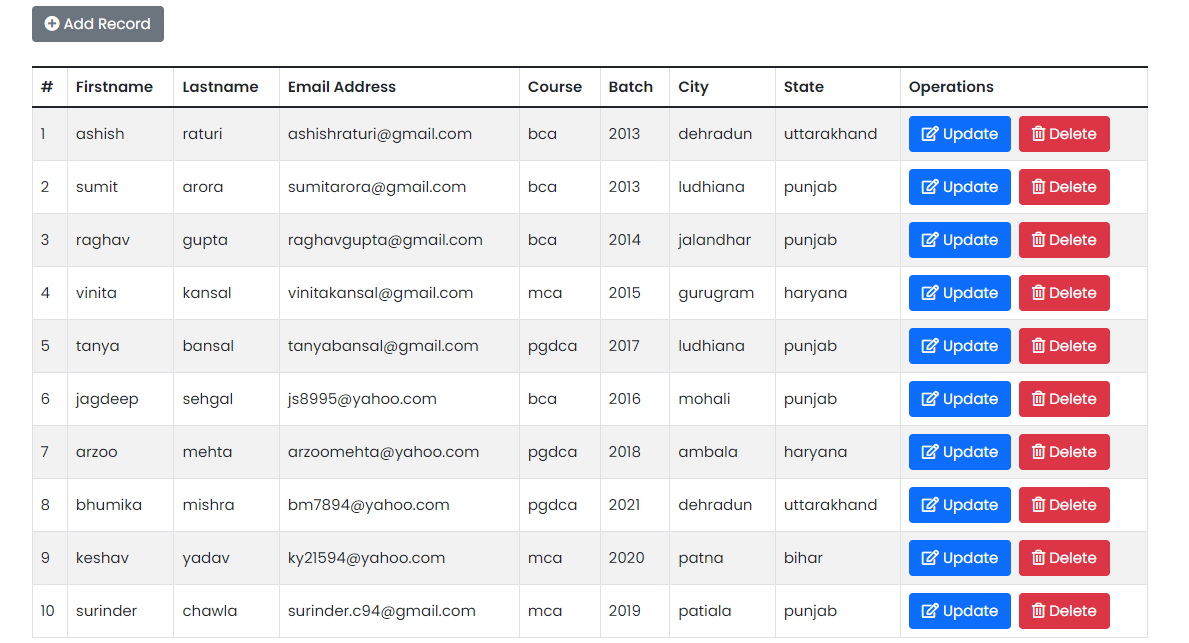 Add Record
# Firstname Lastname Email Address Course Batch City State Operations
1 ashish raturi ashishraturi@gmail.com bca 2013 dehradun uttarakhand Update Delete
2 sumit arora sumitarora@gmail.com bca 2013 ludhiana punjab Update Delete
3 raghav gupta raghavgupta@gmail.com bca 2014 jalandhar punjab Update Delete
4 vinita kansal vinitakansal@gmail.com mca 2015 gurugram haryana Update Delete
5 tanya bansal tanyabansal@gmail.com pgdca 2017 ludhiana punjab Update Delete
6 jagdeep sehgal js8995@yahoo.com bca 2016 mohali punjab Update Delete
7 arzoo mehta arzoomehta@yahoo.com pgdca 2018 ambala haryana Update Delete
8 bhumika mishra bm7894@yahoo.com pgdca 2021 dehradun uttarakhand Update Delete
9 keshav yadav ky21594@yahoo.com mca 2020 patna bihar Update Delete
10 surinder chawla surinder.c94@gmail.com mca 2019 patiala punjab Update Delete